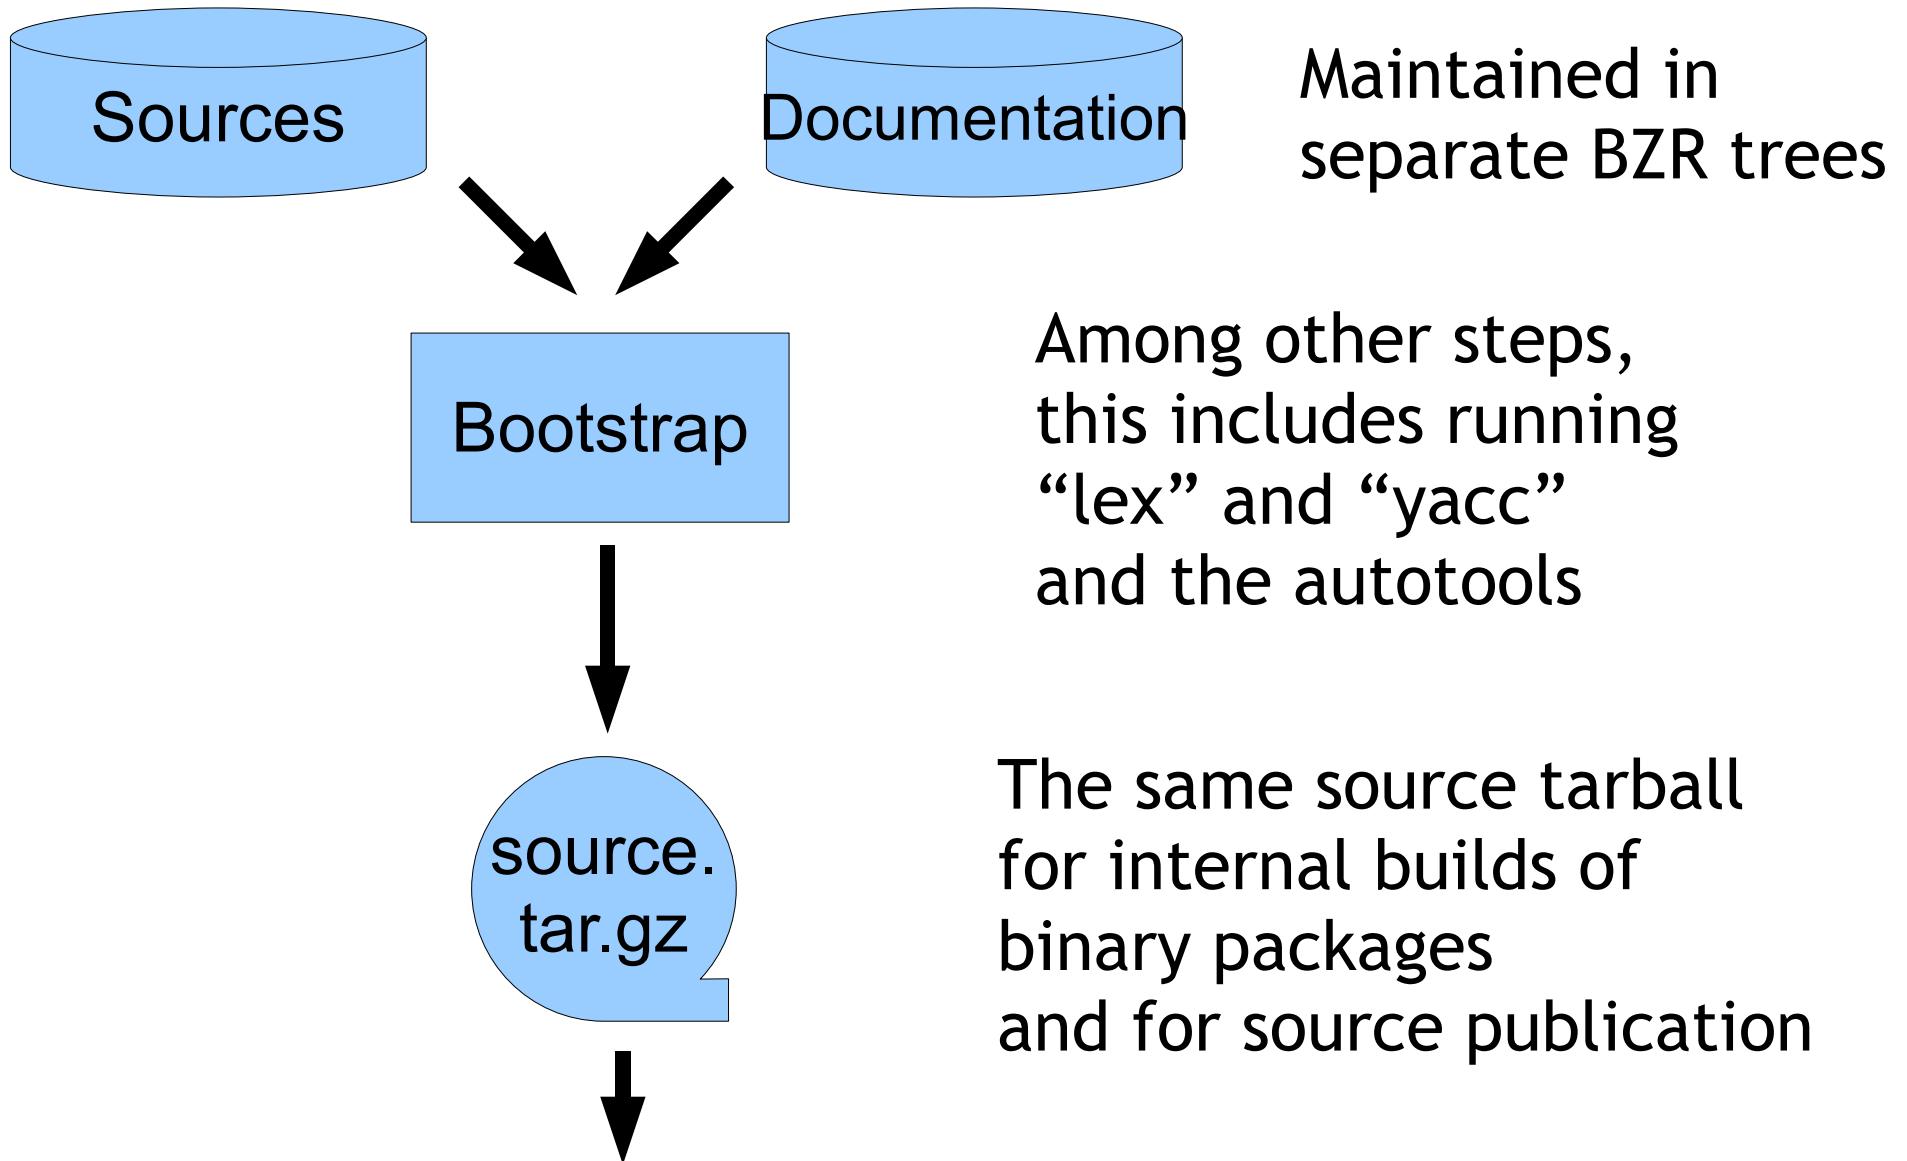 Sources
Documentation
Maintained in
separate BZR trees
Bootstrap
Among other steps,
this includes running
“lex” and “yacc”
and the autotools
source.
tar.gz
The same source tarball
for internal builds of
binary packages
and for source publication